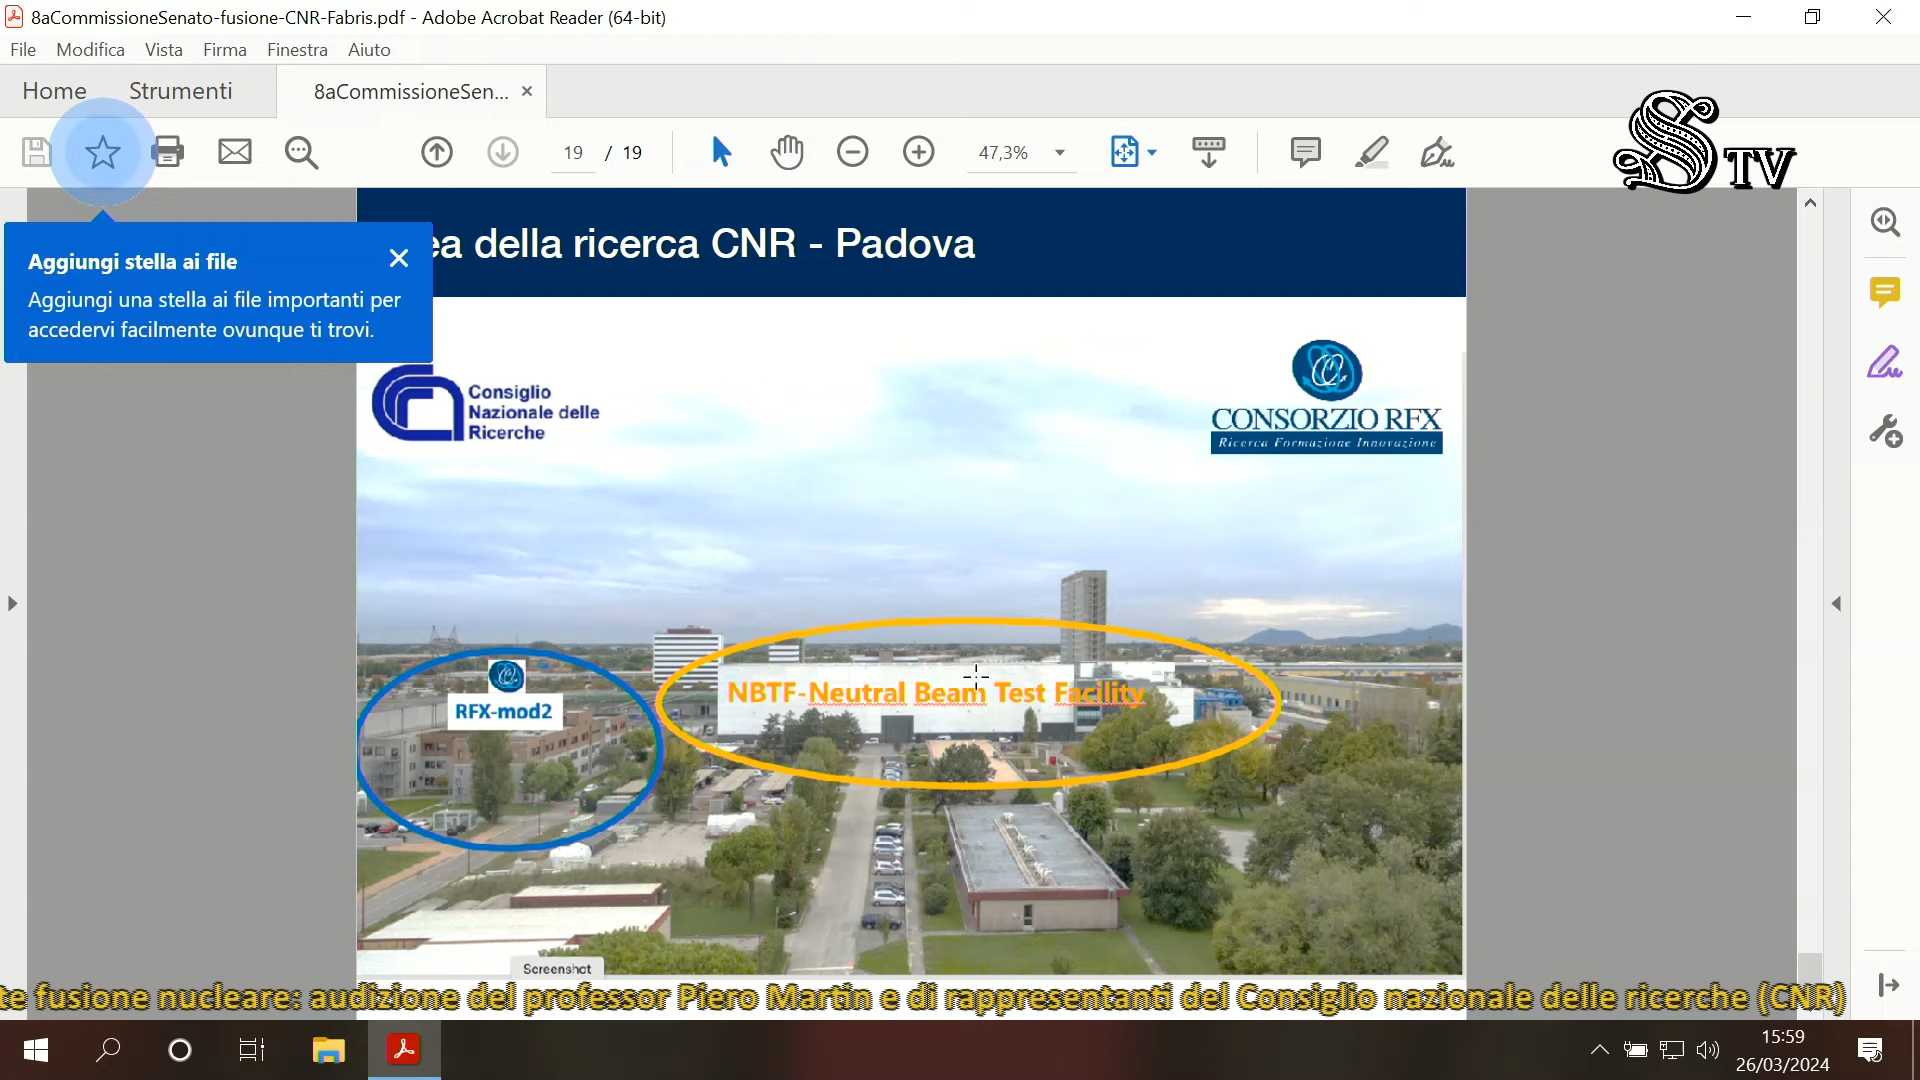 8aCommissioneSenato-fusione-CNR-Fabris.pdf - Adobe Acrobat Reader (64-bit)
File Modifica Vista Firma Finestra Aiuto
Home Strumenti 8aCommissioneSen... ×
19 / 19 47,3%
STV
ea della ricerca CNR - Padova
Aggiungi stella ai file
Aggiungi una stella ai file importanti per
accedervi facilmente ovunque ti trovi.
Consiglio
Nazionale delle
Ricerche
CONSORZIO RFX
Ricerca Formazione Innovazione
NBTF-Neutral Beam Test Facility
RFX-mod2
Screenshot
te fusione nucleare: audizione del professor Piero Martin e di rappresentanti del Consiglio nazionale delle ricerche (CNR)
15:59
26/03/2024